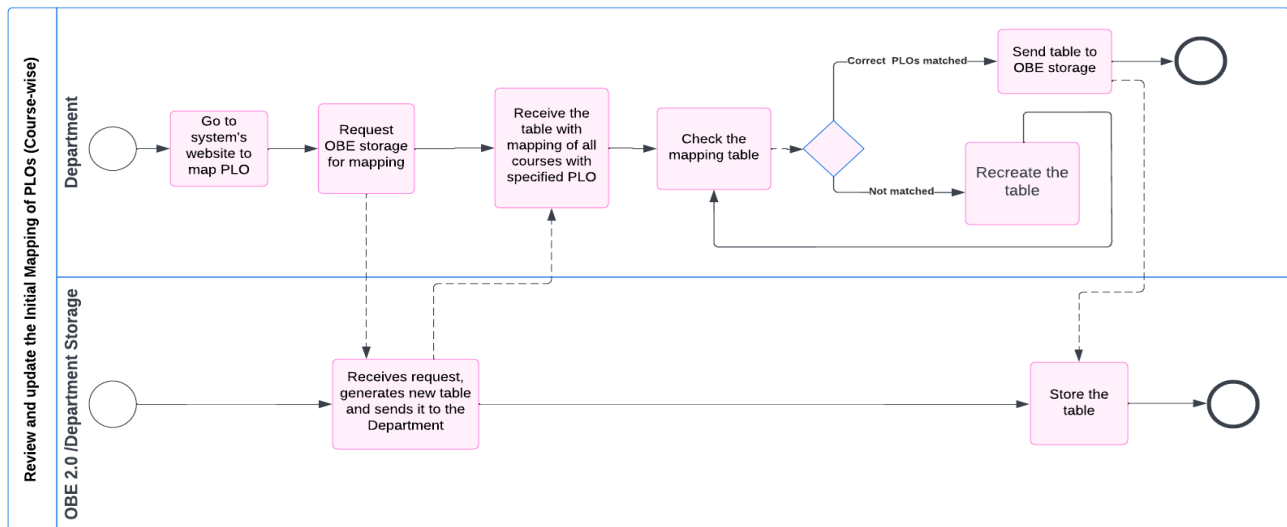 Review and update the Initial Mapping of PLOs (Course-wise)
Department
Go to
system's
website to
map PLO
Request
OBE storage
for mapping
Receive the
table with
mapping of all
courses with
specified PLO
Check the
mapping table
Correct PLOs matched
Send table to
OBE storage
Not matched
Recreate the
table
OBE 2.0 /Department Storage
Receives request,
generates new table
and sends it to the
Department
Store the
table